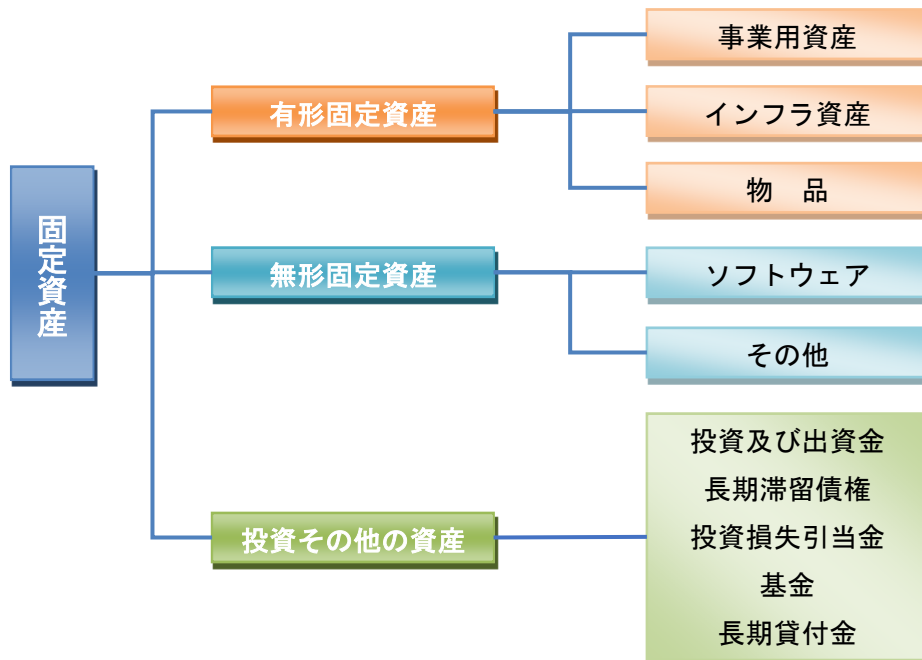 固定資産
有形固定資産
事業用資産
インフラ資産
物　品
無形固定資産
ソフトウェア
その他
投資その他の資産
投資及び出資金
長期滞留債権
投資損失引当金
基金
長期貸付金